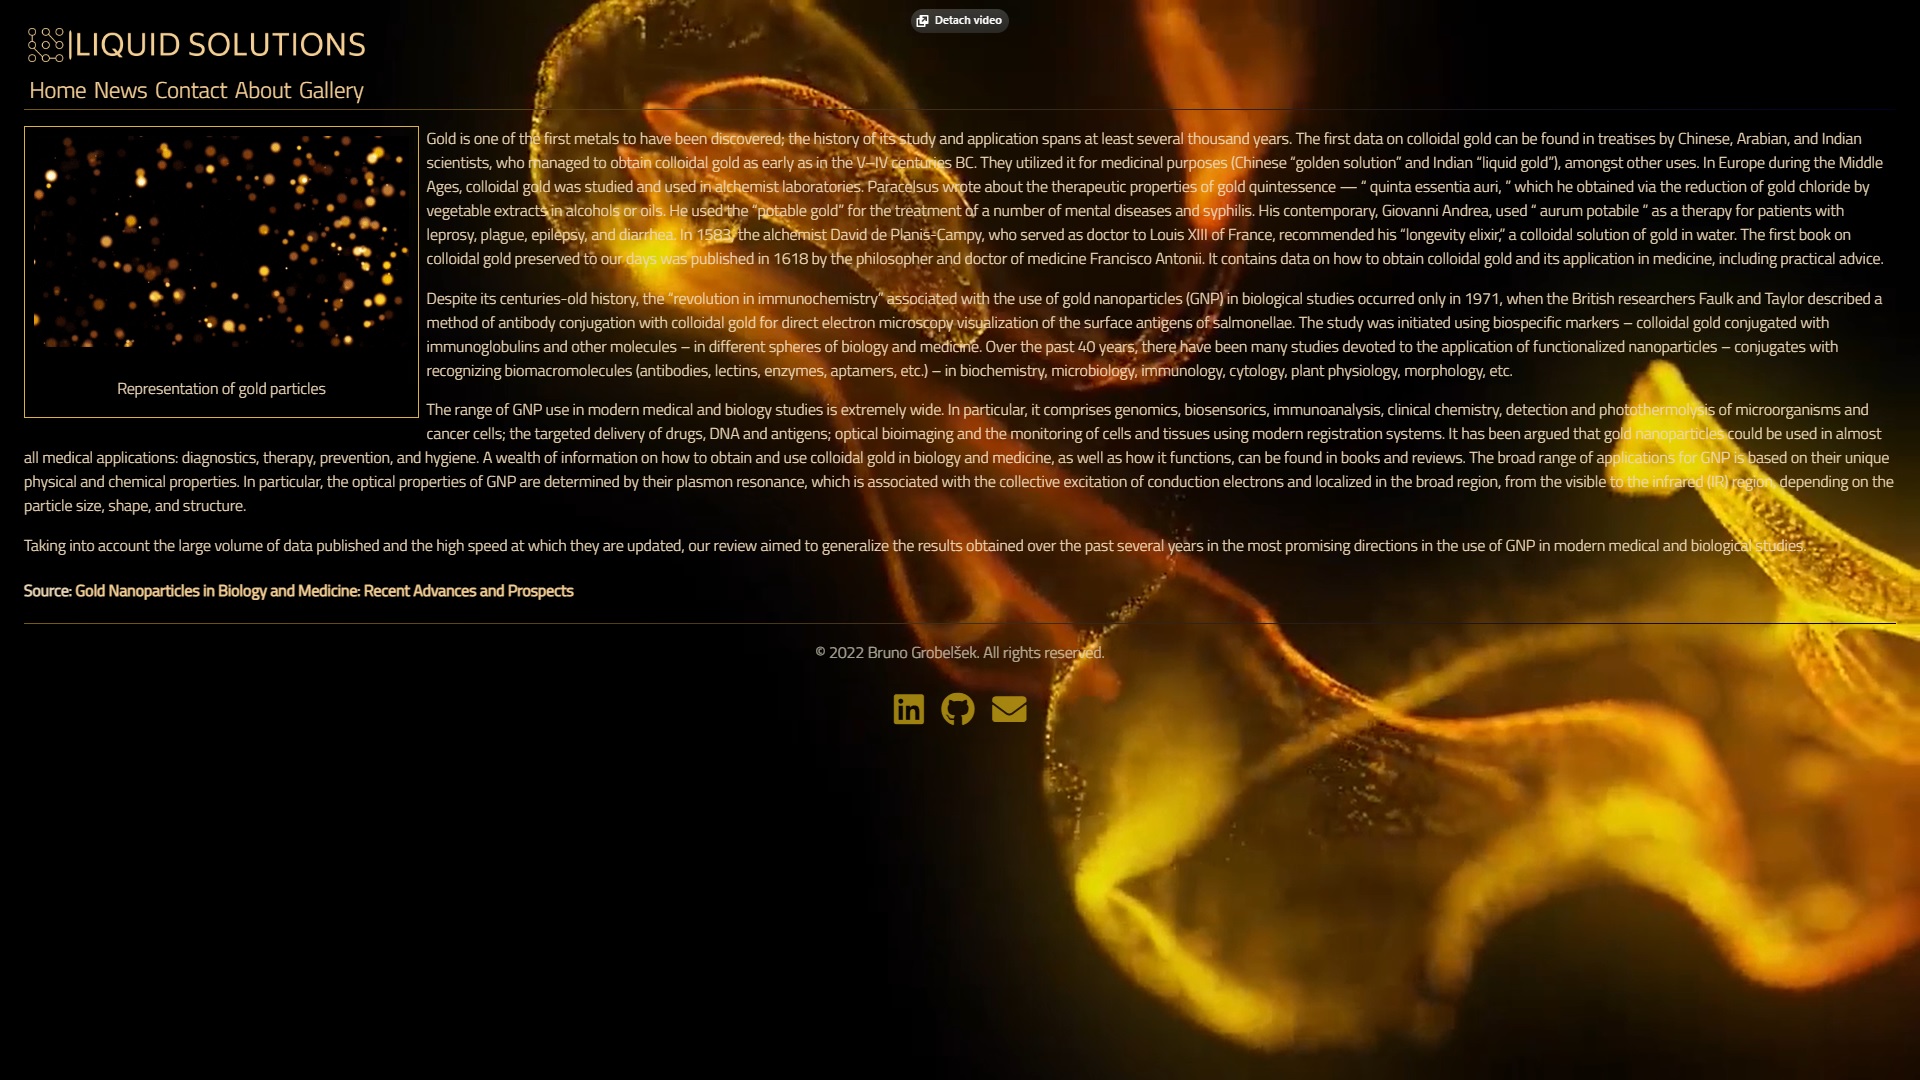 Detach video
LIQUID SOLUTIONS
Home News Contact About Gallery
Representation of gold particles
Gold is one of the first metals to have been discovered; the history of its study and application spans at least several thousand years. The first data on colloidal gold can be found in treatises by Chinese, Arabian, and Indian
scientists, who managed to obtain colloidal gold as early as in the V–IV centuries BC. They utilized it for medicinal purposes (Chinese “golden solution” and Indian “liquid gold”), amongst other uses. In Europe during the Middle
Ages, colloidal gold was studied and used in alchemist laboratories. Paracelsus wrote about the therapeutic properties of gold quintessence — “ quinta essentia auri, ” which he obtained via the reduction of gold chloride by
vegetable extracts in alcohols or oils. He used the “potable gold” for the treatment of a number of mental diseases and syphilis. His contemporary, Giovanni Andrea, used “ aurum potabile ” as a therapy for patients with
leprosy, plague, epilepsy, and diarrhea. In 1583, the alchemist David de Planis-Campy, who served as doctor to Louis XIII of France, recommended his “longevity elixir,” a colloidal solution of gold in water. The first book on
colloidal gold preserved to our days was published in 1618 by the philosopher and doctor of medicine Francisco Antonii. It contains data on how to obtain colloidal gold and its application in medicine, including practical advice.
Despite its centuries-old history, the “revolution in immunochemistry” associated with the use of gold nanoparticles (GNP) in biological studies occurred only in 1971, when the British researchers Faulk and Taylor described a
method of antibody conjugation with colloidal gold for direct electron microscopy visualization of the surface antigens of salmonellae. The study was initiated using biospecific markers – colloidal gold conjugated with
immunoglobulins and other molecules – in different spheres of biology and medicine. Over the past 40 years, there have been many studies devoted to the application of functionalized nanoparticles – conjugates with
recognizing biomacromolecules (antibodies, lectins, enzymes, aptamers, etc.) – in biochemistry, microbiology, immunology, cytology, plant physiology, morphology, etc.
The range of GNP use in modern medical and biology studies is extremely wide. In particular, it comprises genomics, biosensorics, immunoanalysis, clinical chemistry, detection and photothermolysis of microorganisms and
cancer cells; the targeted delivery of drugs, DNA and antigens; optical bioimaging and the monitoring of cells and tissues using modern registration systems. It has been argued that gold nanoparticles could be used in almost
all medical applications: diagnostics, therapy, prevention, and hygiene. A wealth of information on how to obtain and use colloidal gold in biology and medicine, as well as how it functions, can be found in books and reviews. The broad range of applications for GNP is based on their unique
physical and chemical properties. In particular, the optical properties of GNP are determined by their plasmon resonance, which is associated with the collective excitation of conduction electrons and localized in the broad region, from the visible to the infrared (IR) region, depending on the
particle size, shape, and structure.
Taking into account the large volume of data published and the high speed at which they are updated, our review aimed to generalize the results obtained over the past several years in the most promising directions in the use of GNP in modern medical and biological studies.
Source: Gold Nanoparticles in Biology and Medicine: Recent Advances and Prospects
© 2022 Bruno Grobelšek. All rights reserved.